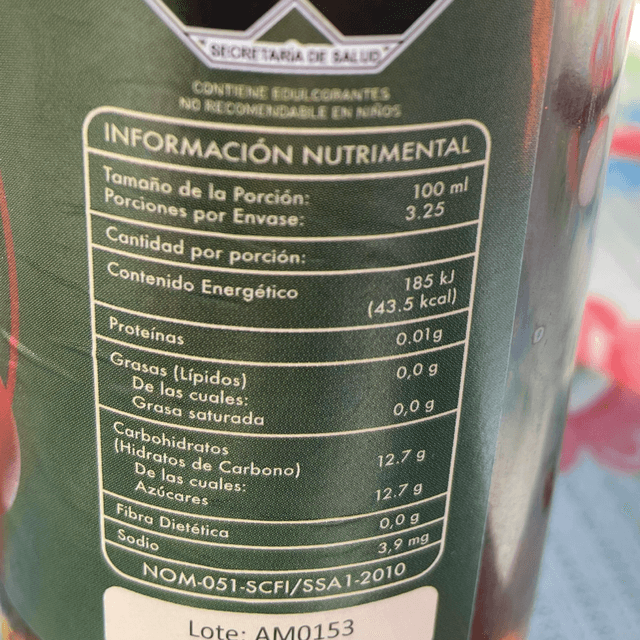 SECRETARÍA DE SALUD
CONTIENE EDULCORANTES
NO RECOMENDABLE EN NIÑOS
INFORMACIÓN NUTRIMENTAL
Tamaño de la Porción: 100 ml
Porciones por Envase: 3.25
Cantidad por porción:
Contenido Energético 185 kJ
(43.5 kcal)
Proteínas 0.01g
Grasas (Lípidos) 0,0 g
De las cuales:
Grasa saturada 0,0 g
Carbohidratos
(Hidratos de Carbono) 12.7 g
De las cuales:
Azúcares 12.7 g
Fibra Dietética 0,0 g
Sodio 3,9 mg
NOM-051-SCFI/SSA1-2010
Lote: AM0153